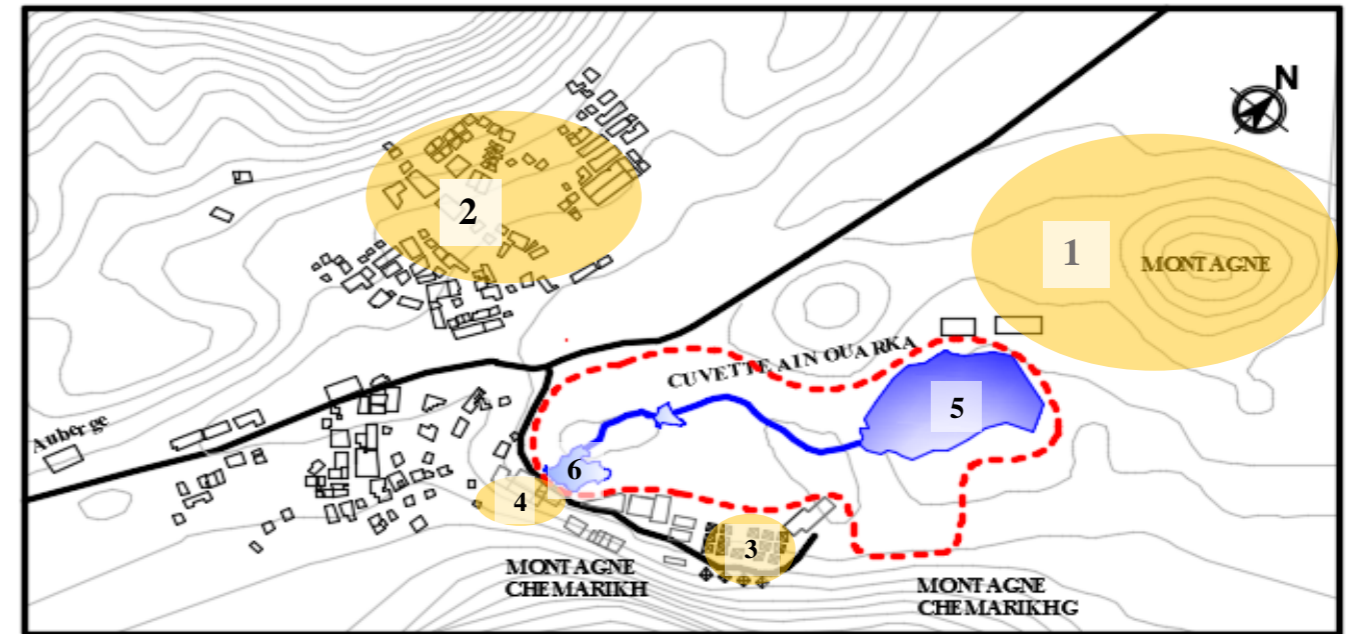 N
2
1
MONTAGNE
CUVETTE AIN OUARKA
5
Auberge
6
4
3
MONTAGNE
CHEMARIKH
MONTAGNE
CHEMARIKHG